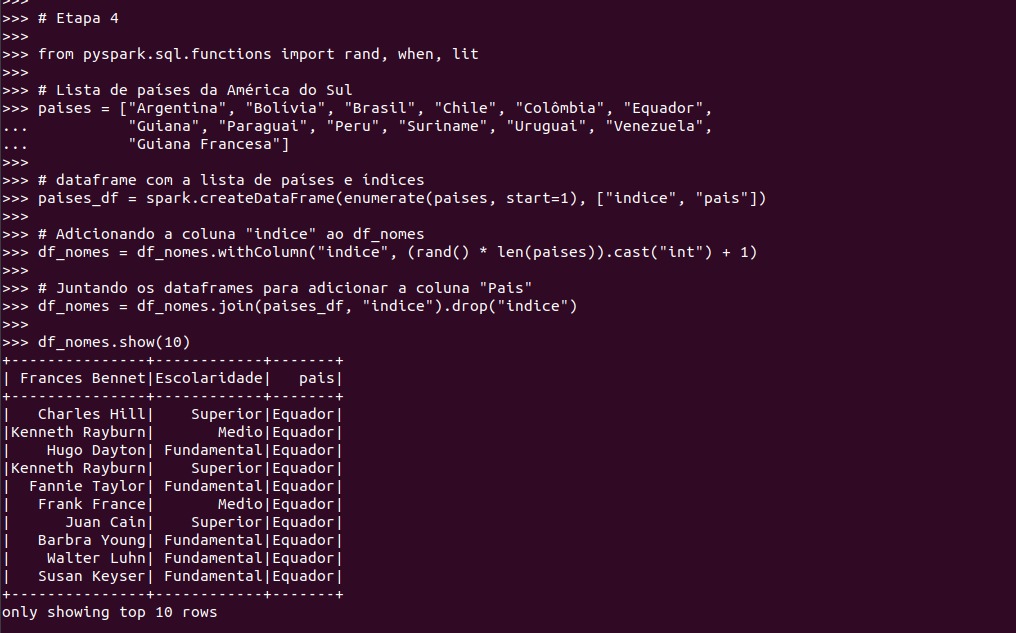 >>>
>>> # Etapa 4
>>>
>>> from pyspark.sql.functions import rand, when, lit
>>>
>>> # Lista de países da América do Sul
>>> paises = ["Argentina", "Bolívia", "Brasil", "Chile", "Colômbia", "Equador",
...           "Guiana", "Paraguai", "Peru", "Suriname", "Uruguai", "Venezuela",
...           "Guiana Francesa"]
>>>
>>> # dataframe com a lista de países e índices
>>> paises_df = spark.createDataFrame(enumerate(paises, start=1), ["indice", "pais"])
>>>
>>> # Adicionando a coluna "indice" ao df_nomes
>>> df_nomes = df_nomes.withColumn("indice", (rand() * len(paises)).cast("int") + 1)
>>>
>>> # Juntando os dataframes para adicionar a coluna "Pais"
>>> df_nomes = df_nomes.join(paises_df, "indice").drop("indice")
>>>
>>> df_nomes.show(10)
+---------------+------------+-------+
| Frances Bennet|Escolaridade|   pais|
+---------------+------------+-------+
|   Charles Hill|    Superior|Equador|
|Kenneth Rayburn|       Medio|Equador|
|    Hugo Dayton| Fundamental|Equador|
|Kenneth Rayburn|    Superior|Equador|
|  Fannie Taylor| Fundamental|Equador|
|   Frank France|       Medio|Equador|
|      Juan Cain|    Superior|Equador|
|   Barbra Young| Fundamental|Equador|
|    Walter Luhn| Fundamental|Equador|
|   Susan Keyser| Fundamental|Equador|
+---------------+------------+-------+
only showing top 10 rows